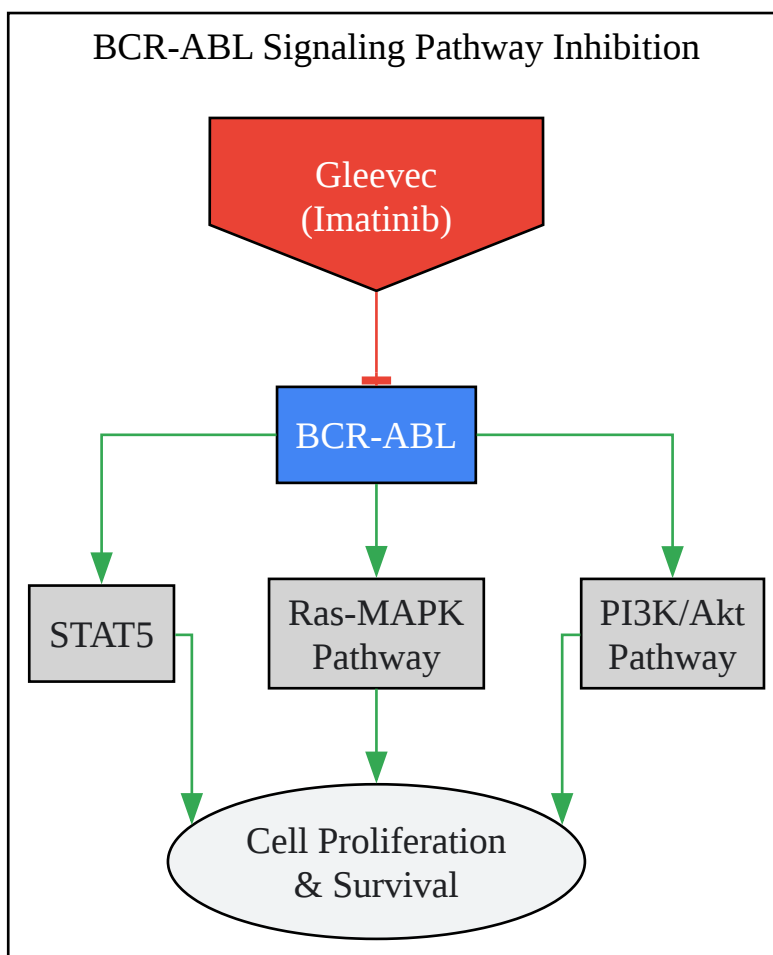 BCR-ABL Signaling Pathway Inhibition
Gleevec
(Imatinib)
BCR-ABL
STAT5
Ras-MAPK
Pathway
PI3K/Akt
Pathway
Cell Proliferation
& Survival